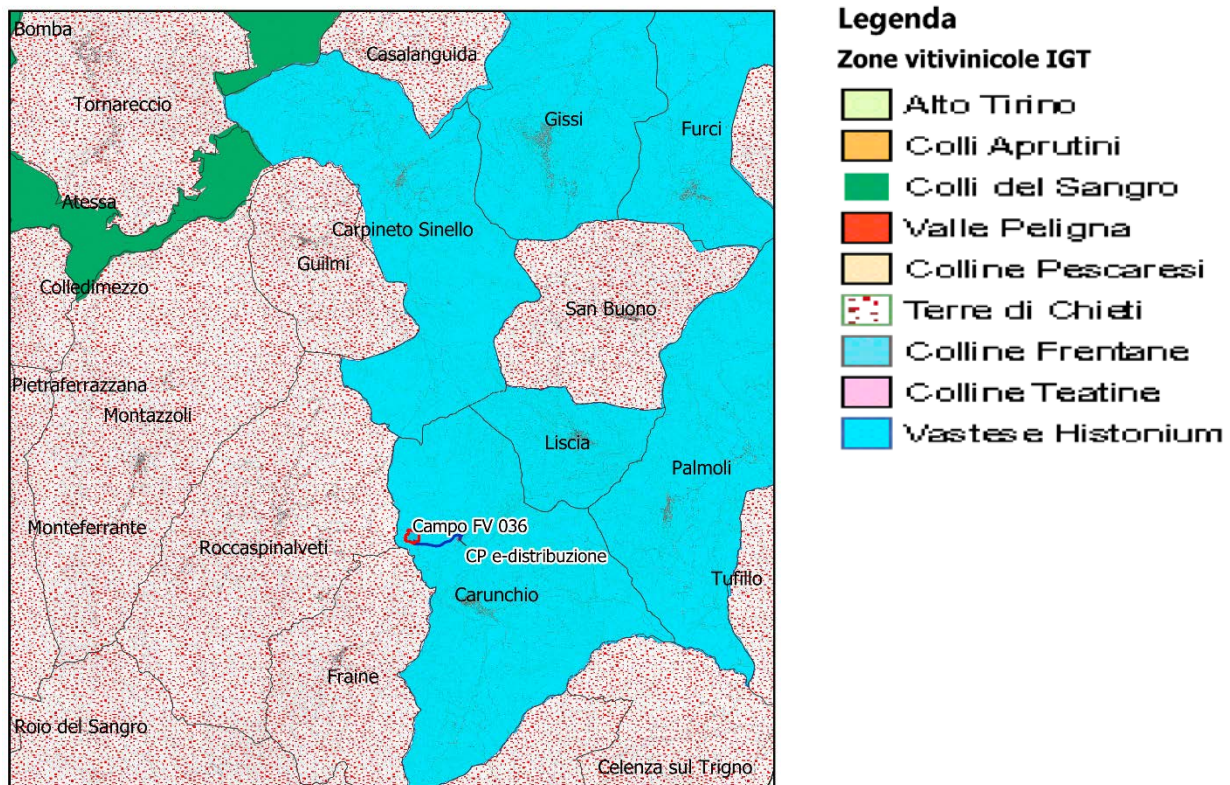 Bomba
Casalanguida
Tornareccio
Gissi
Furci
Atessa
Carpineto Sinello
Guilmi
Colledimezzo
San Buono
Pietraferrazzana
Montazzoli
Liscia
Palmoli
Campo FV 036
Monteferrante
Roccaspinalveti
CP e-distribuzione
Tufillo
Carunchio
Fraine
Roio del Sangro
Celenza sul Trigno
Legenda
Zone vitivinicole IGT
Alto Tirino
Colli Aprutini
Colli del Sangro
Valle Peligna
Colline Pescaresi
Terre di Chieti
Colline Frentane
Colline Teatine
Vastese Histonium